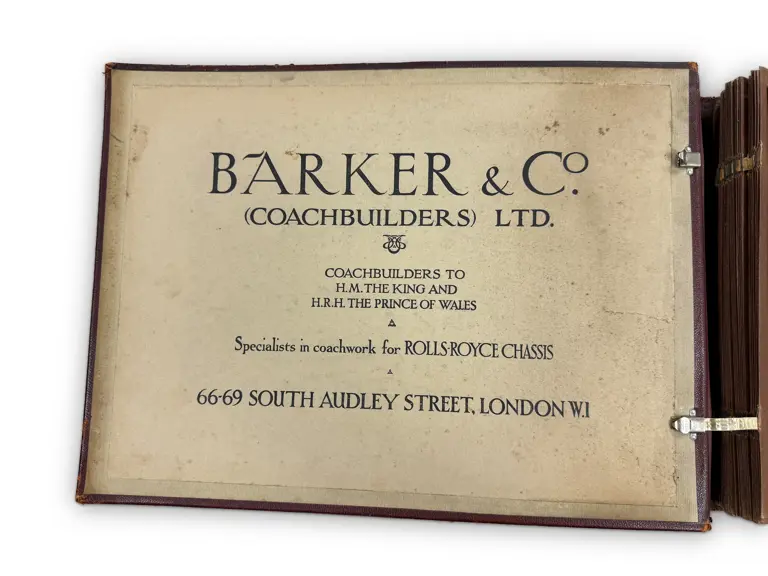 BARKER & Co.
(COACHBUILDERS) LTD.
COACHBUILDERS TO
H.M. THE KING AND
H.R.H. THE PRINCE OF WALES
Specialists in coachwork for ROLLS-ROYCE CHASSIS
66-69 SOUTH AUDLEY STREET, LONDON W.1